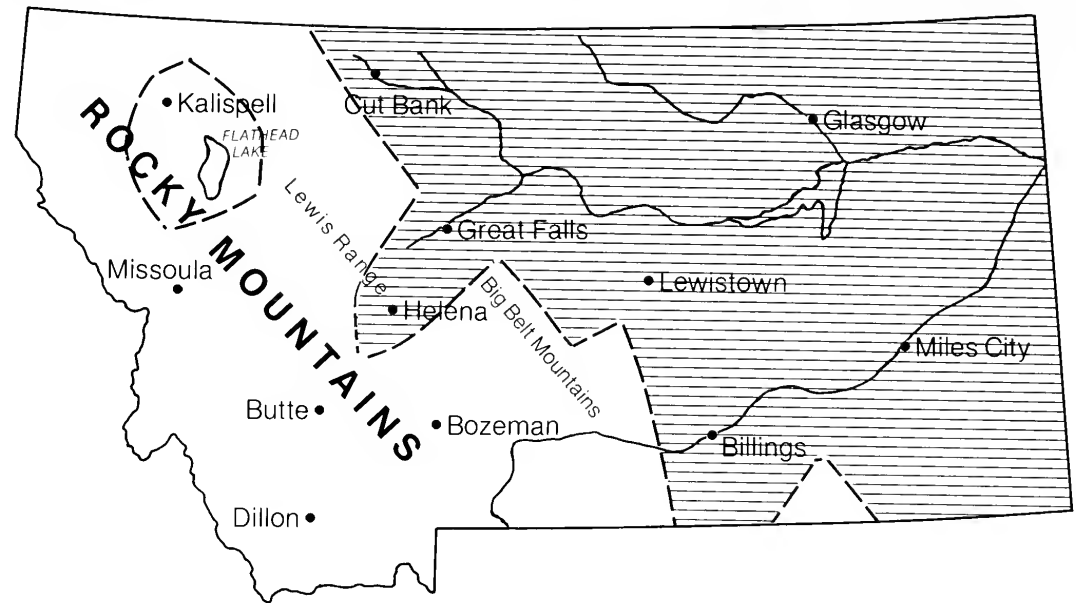 Kalispell
FLATHEAD
LAKE
Cut Bank
Glasgow
ROCKY MOUNTAINS
Lewis Range
Great Falls
Missoula
Lewistown
Helena
Big Belt Mountains
Miles City
Butte
Bozeman
Billings
Dillon